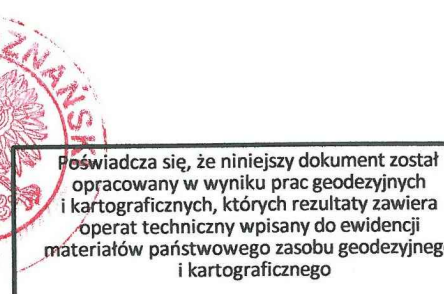 ZNAŃSK
Poświadcza się, że niniejszy dokument został
opracowany w wyniku prac geodezyjnych
i kartograficznych, których rezultaty zawiera
operat techniczny wpisany do ewidencji
materiałów państwowego zasobu geodezyjneg
i kartograficznego